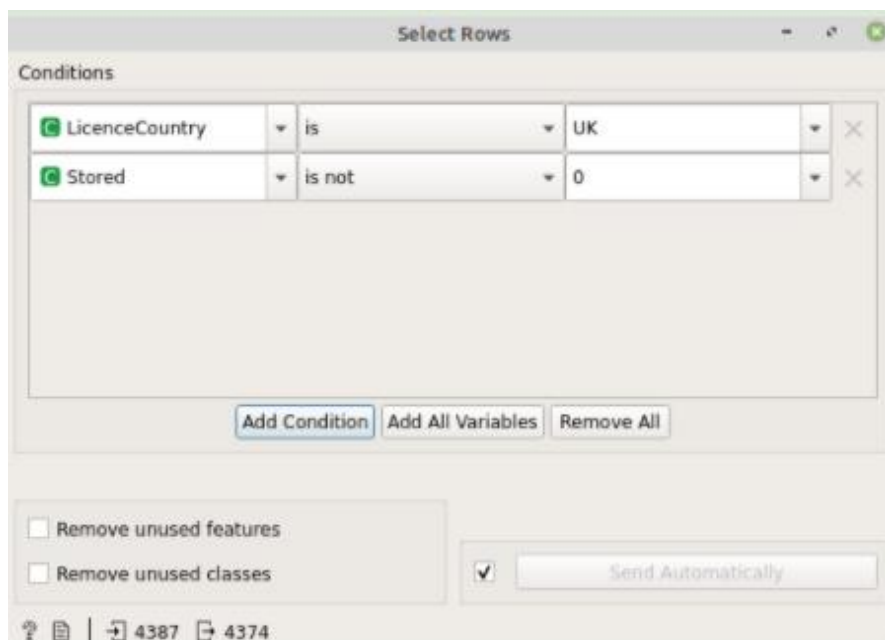 Select Rows
Conditions
C LicenceCountry is UK
C Stored is not 0
Add Condition Add All Variables Remove All
Remove unused features
Remove unused classes
Send Automatically
? 4387 4374